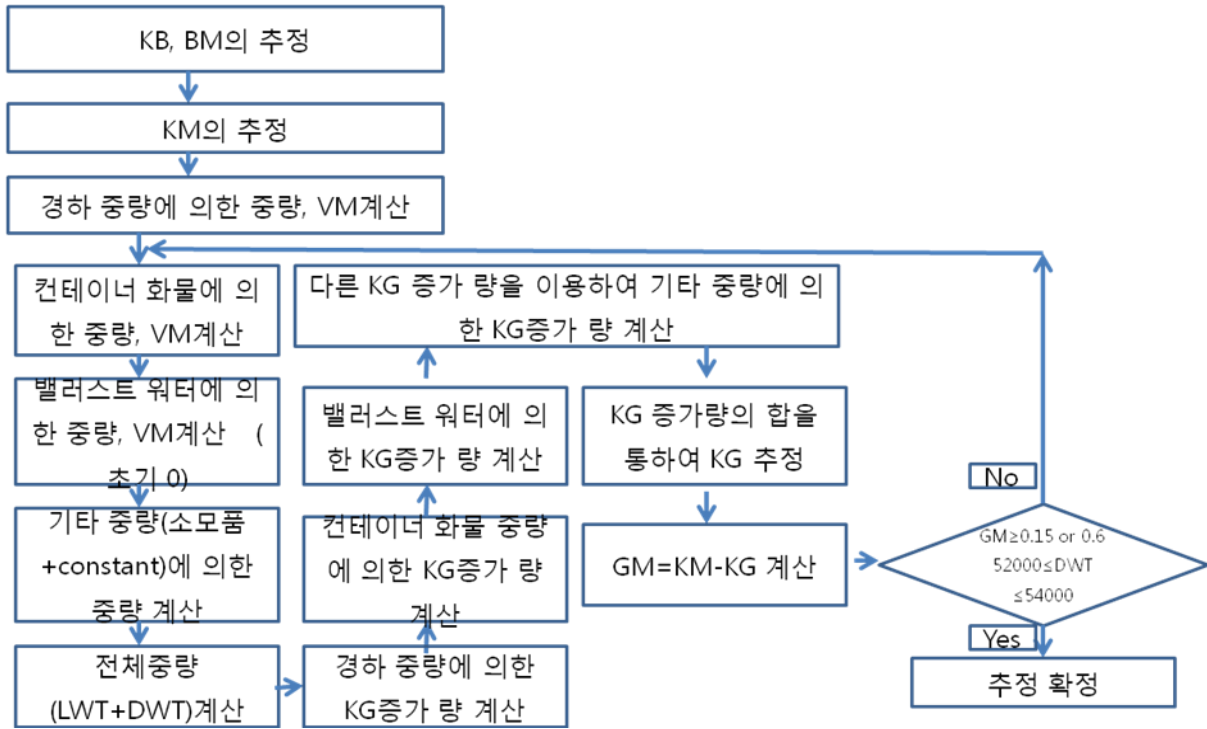 KB, BM의 추정
KM의 추정
경하 중량에 의한 중량, VM계산
컨테이너 화물에 의
한 중량, VM계산
밸러스트 워터에 의
한 중량, VM계산 (
초기 0)
기타 중량(소모품
+constant)에 의한
중량 계산
전체중량
(LWT+DWT)계산
경하 중량에 의한
KG증가 량 계산
컨테이너 화물 중량
에 의한 KG증가 량
계산
밸러스트 워터에 의
한 KG증가 량 계산
다른 KG 증가 량을 이용하여 기타 중량에 의
한 KG증가 량 계산
KG 증가량의 합을
통하여 KG 추정
GM=KM-KG 계산
GM≥0.15 or 0.6
52000≤DWT
≤54000
No
Yes
추정 확정